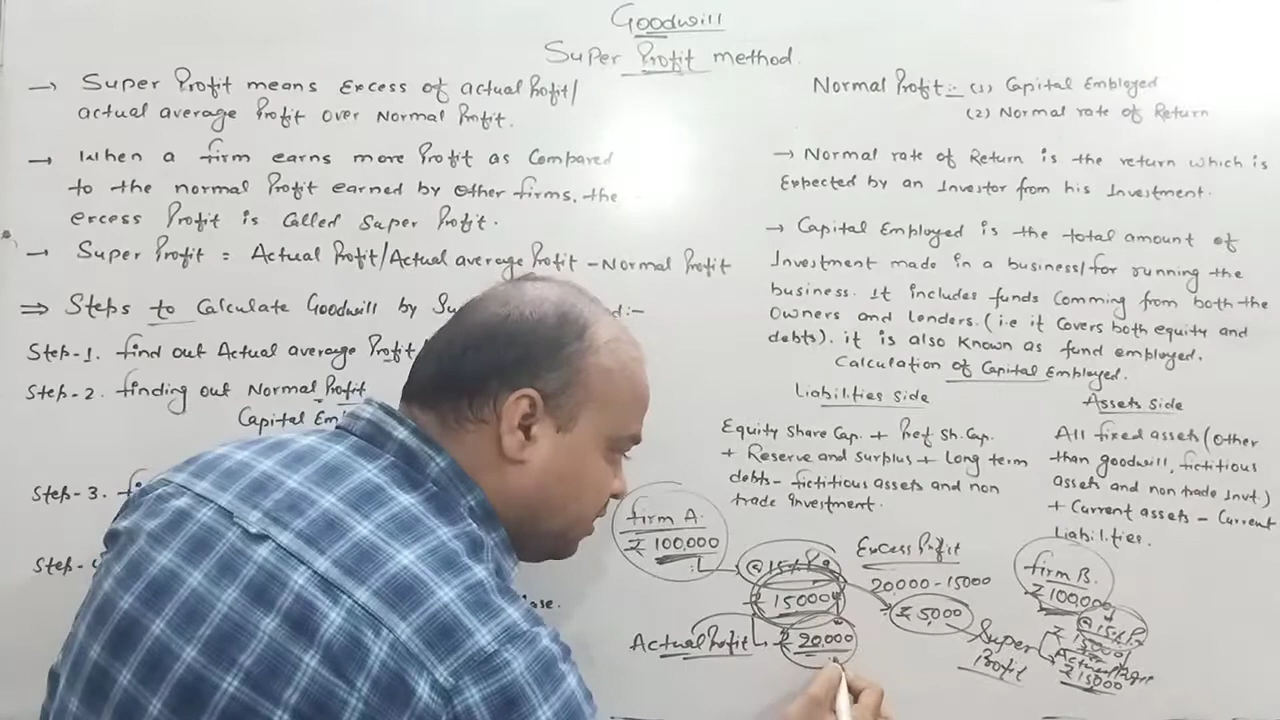 Goodwill
Super Profit method.
→ Super Profit means Excess of actual Profit/
actual average Profit over Normal Profit.
→ When a firm earns more Profit as Compared
to the normal Profit earned by other firms, the
excess Profit is Called Super Profit.
→ Super Profit = Actual Profit/Actual average Profit - Normal Profit
⇒ Steps to Calculate Goodwill by Su d:-
Step-1. find out Actual average Profit
Step-2. finding out Normal Profit
Capital Em
Step-3. f
Step-
ose.
Normal Profit:- (1) Capital Employed
(2) Normal rate of Return
→ Normal rate of Return is the return which is
Expected by an Investor from his Investment.
→ Capital Employed is the total amount of
Investment made in a business/for running the
business. It includes funds Comming from both the
Owners and lenders. (i.e it Covers both equity and
debts). it is also known as fund employed.
Calculation of Capital Employed.
Liabilities side
Equity Share Cap. + Pref Sh. Cap.
+ Reserve and surplus + Long term
debts - fictitious assets and non
trade investment.
Assets side
All fixed assets (other
than goodwill, fictitious
assets and non trade Invt.)
+ Current assets - Current
Liabilities.
firm A.
₹ 100,000
@ 15%
₹ 15000
Actual Profit ₹ 20,000
Excess Profit
20000-15000
₹ 5000
Super
Profit
firm B.
₹ 100,000
@ 15%
₹ 15000
Actual Profit
₹ 15000